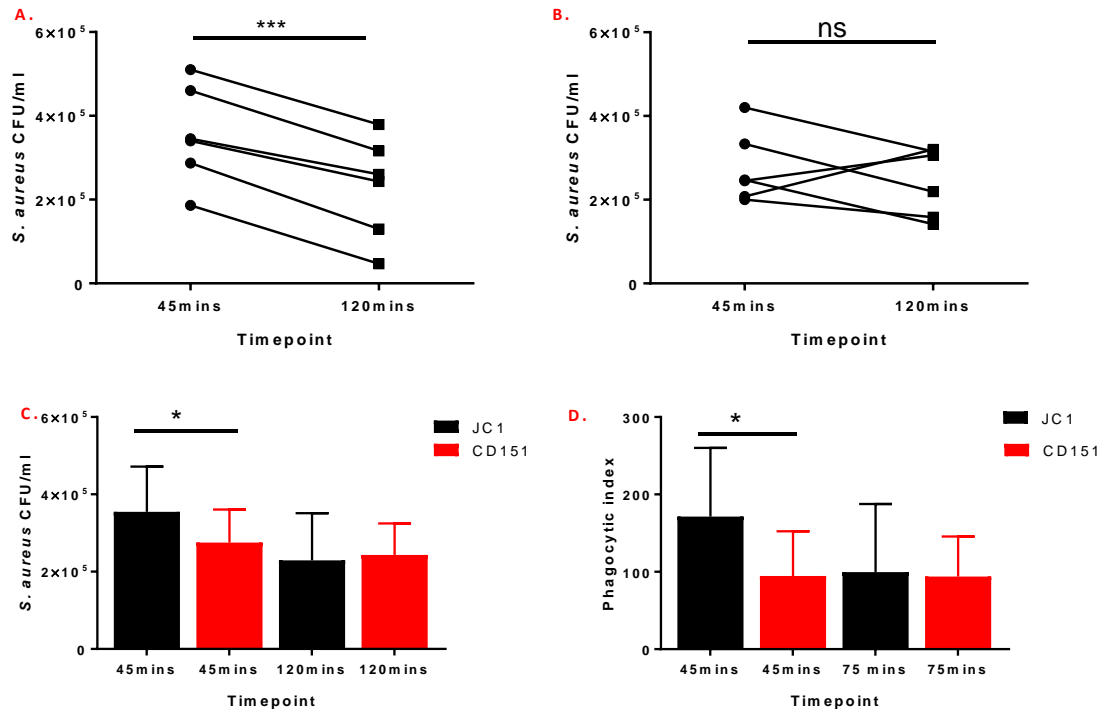 A.
***
6×10⁵
4×10⁵
2×10⁵
0
S. aureus CFU/ml
45mins 120mins
Timepoint
B.
ns
6×10⁵
4×10⁵
2×10⁵
0
S. aureus CFU/ml
45mins 120mins
Timepoint
C.
*
6×10⁵
4×10⁵
2×10⁵
0
S. aureus CFU/ml
JC1
CD151
45mins 45mins 120mins 120mins
Timepoint
D.
*
300
200
100
0
Phagocytic index
JC1
CD151
45mins 45mins 75 mins 75mins
Timepoint